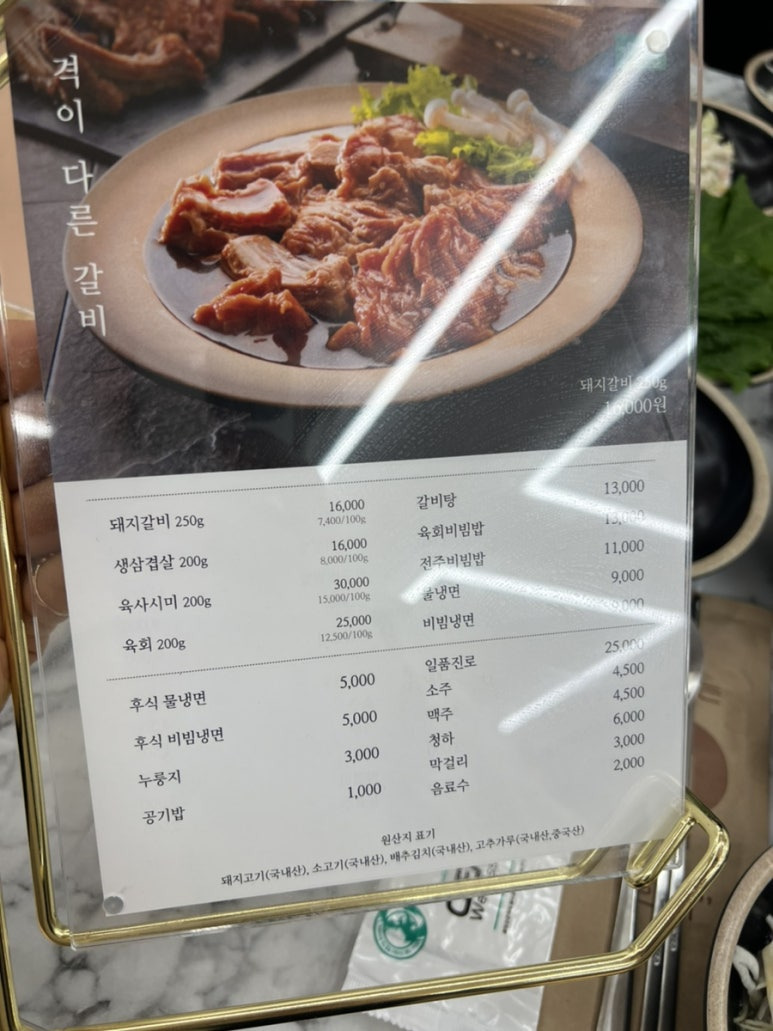 격이 다른 갈비
돼지갈비 250g
16,000원
돼지갈비 250g 16,000
7,400/100g
생삼겹살 200g 16,000
8,000/100g
육사시미 200g 30,000
15,000/100g
육회 200g 25,000
12,500/100g
갈비탕 13,000
육회비빔밥 13,000
전주비빔밥 11,000
물냉면 9,000
비빔냉면 9,000
후식 물냉면 5,000
후식 비빔냉면 5,000
누룽지 3,000
공기밥 1,000
일품진로 25,000
소주 4,500
맥주 4,500
청하 6,000
막걸리 3,000
음료수 2,000
원산지 표기
돼지고기(국내산), 소고기(국내산), 배추김치(국내산), 고추가루(국내산,중국산)